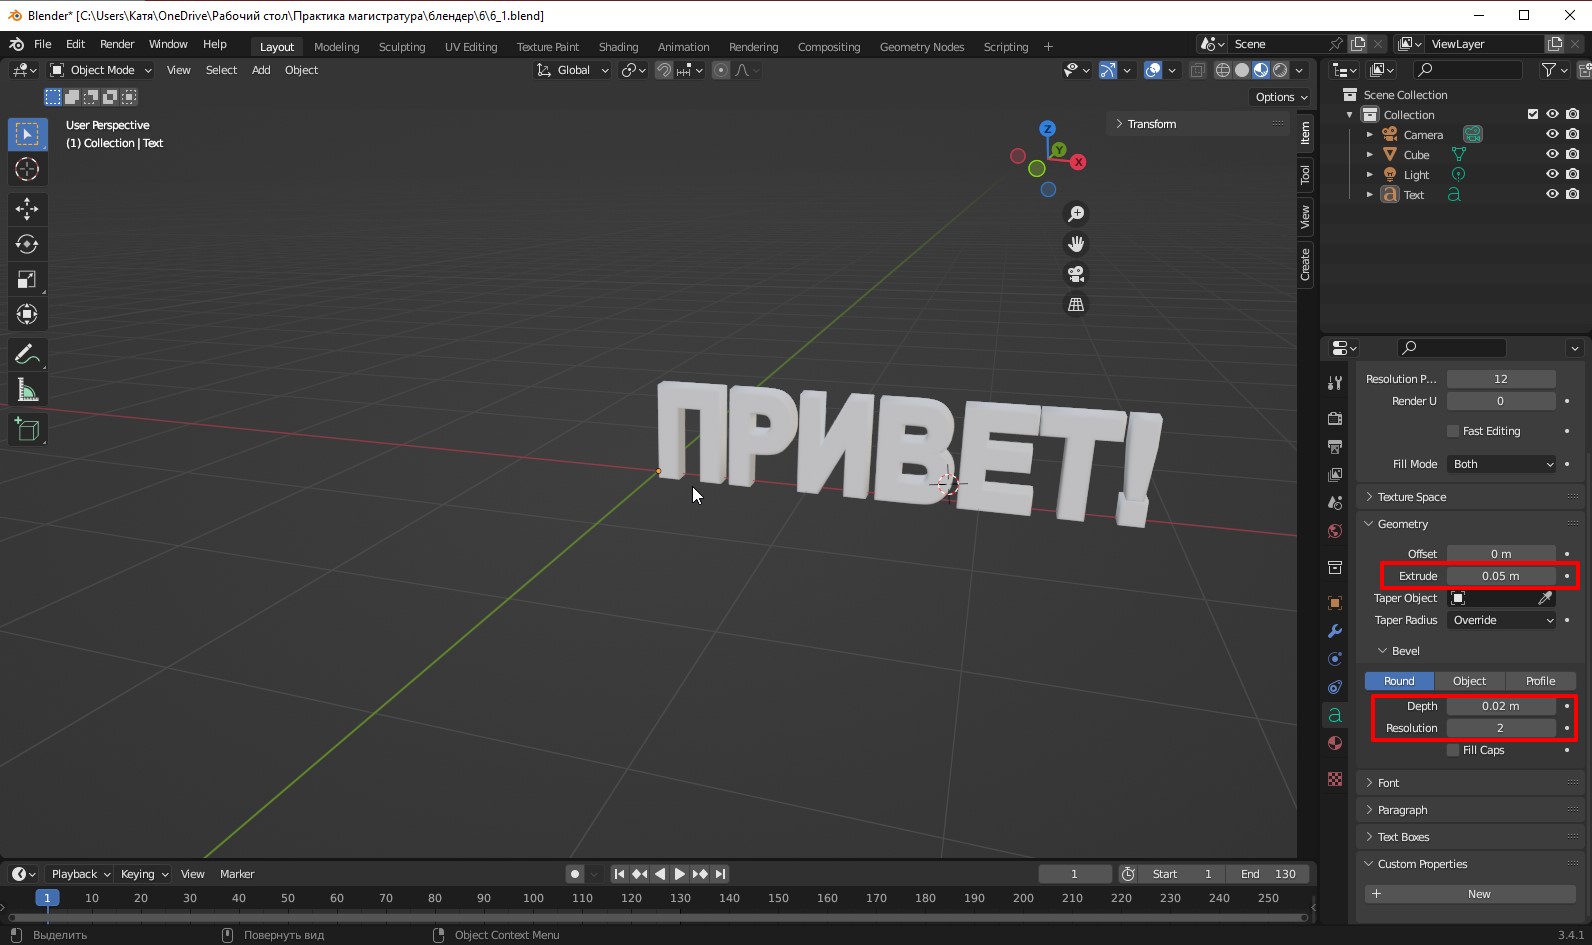 Blender* [C:\Users\Катя\OneDrive\Рабочий стол\Практика магистратура\блендер\6\6_1.blend]
File Edit Render Window Help Layout Modeling Sculpting UV Editing Texture Paint Shading Animation Rendering Compositing Geometry Nodes Scripting + Scene ViewLayer
Object Mode View Select Add Object Global
Options
User Perspective
(1) Collection | Text
Transform
Item
Tool
View
Create
Z
Y
X
ПРИВЕТ!
Scene Collection
Collection
Camera
Cube
Light
Text
Resolution P... 12
Render U 0
Fast Editing
Fill Mode Both
Texture Space
Geometry
Offset 0 m
Extrude 0.05 m
Taper Object
Taper Radius Override
Bevel
Round Object Profile
Depth 0.02 m
Resolution 2
Fill Caps
Font
Paragraph
Text Boxes
Custom Properties
+ New
Playback Keying View Marker 1 Start 1 End 130
1 10 20 30 40 50 60 70 80 90 100 110 120 130 140 150 160 170 180 190 200 210 220 230 240 250
Выделить Повернуть вид Object Context Menu 3.4.1